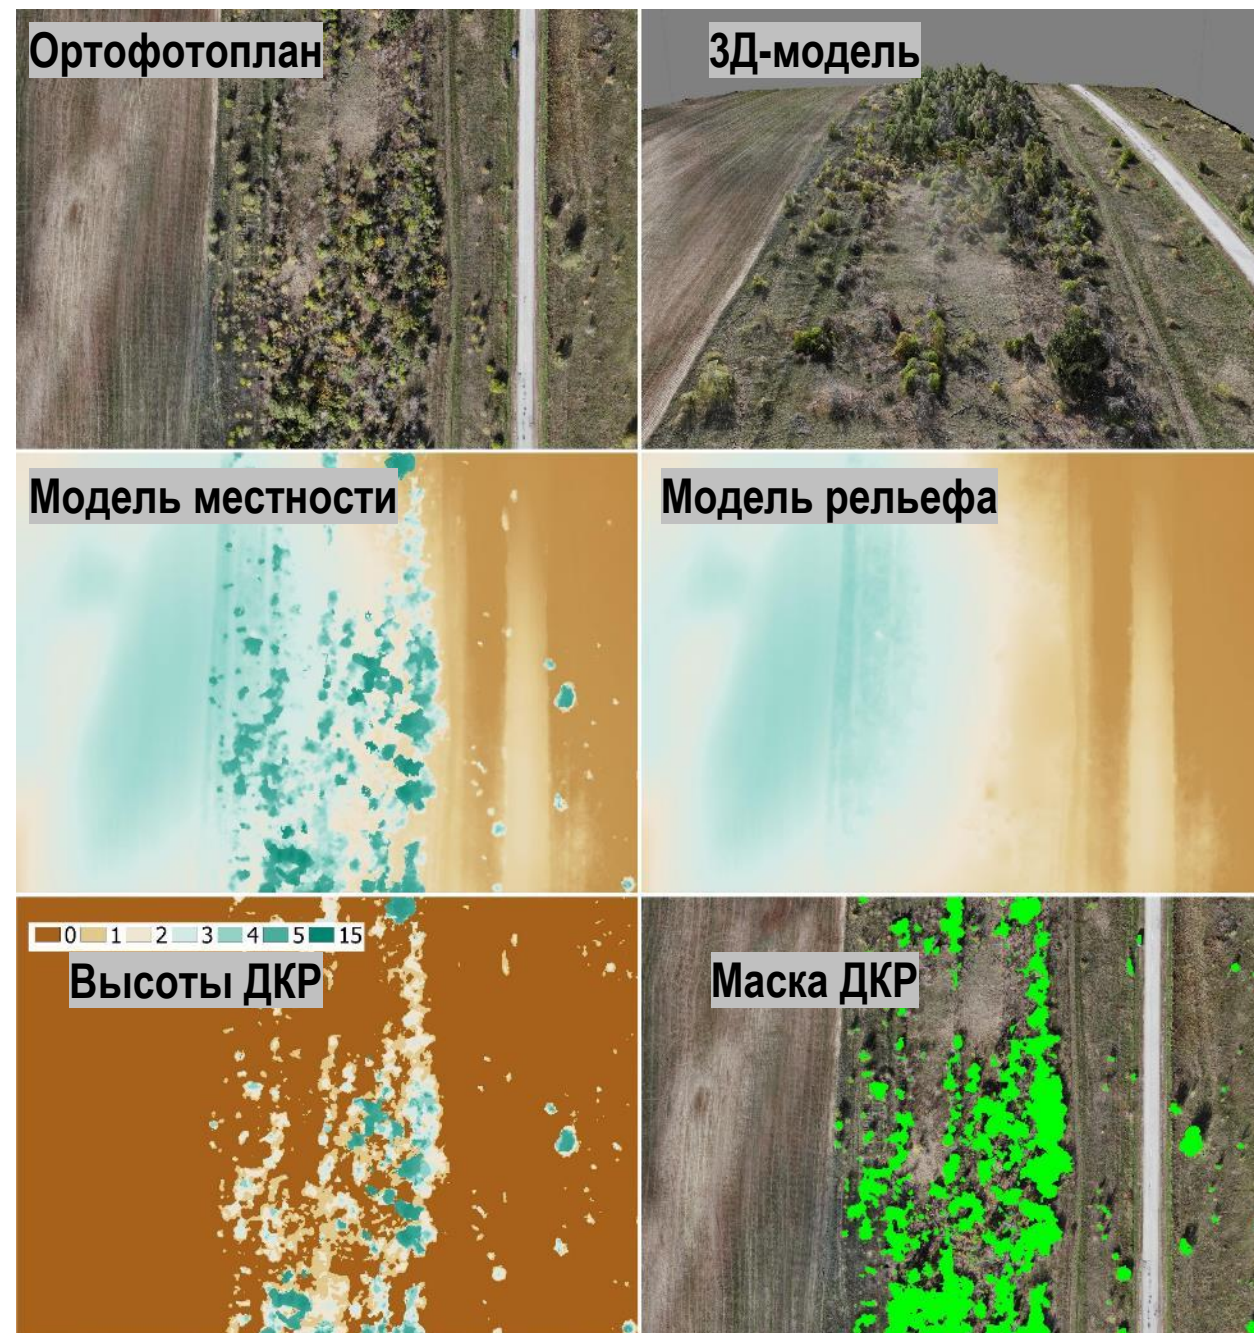 Ортофотоплан
3Д-модель
Модель местности
Модель рельефа
0 1 2 3 4 5 15
Высоты ДКР
Маска ДКР